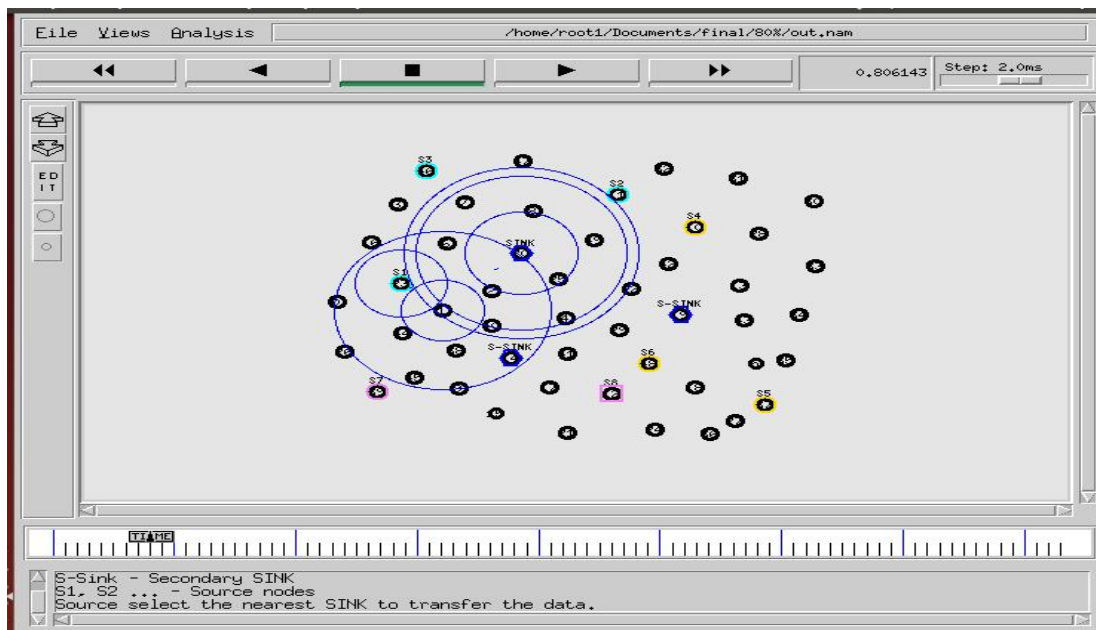 File Views Analysis /home/root1/Documents/final/80%/out.nam
0.806143 Step: 2.0ms
ED
IT
S3
S2
S4
SINK
S1
S-SINK
S-SINK
S6
S7
S8
S5
TIME
S-Sink - Secondary SINK
S1, S2 ... - Source nodes
Source select the nearest SINK to transfer the data.